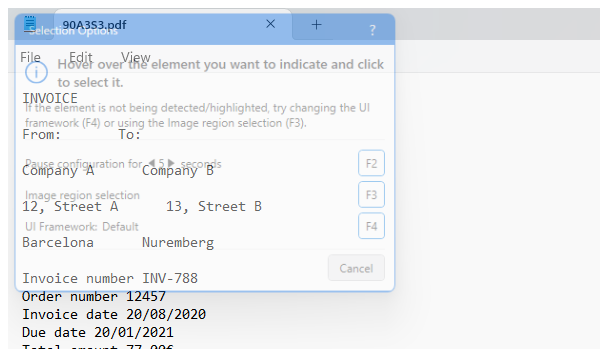 90A3S3.pdf
Selection Options ?
File Edit View
Hover over the element you want to indicate and click
to select it.
INVOICE
If the element is not being detected/highlighted, try changing the UI
framework (F4) or using the Image region selection (F3).
From: To:
Pause configuration for 5 seconds F2
Company A Company B
Image region selection F3
12, Street A 13, Street B
UI Framework: Default F4
Barcelona Nuremberg
Cancel
Invoice number INV-788
Order number 12457
Invoice date 20/08/2020
Due date 20/01/2021
Total amount 77.00€